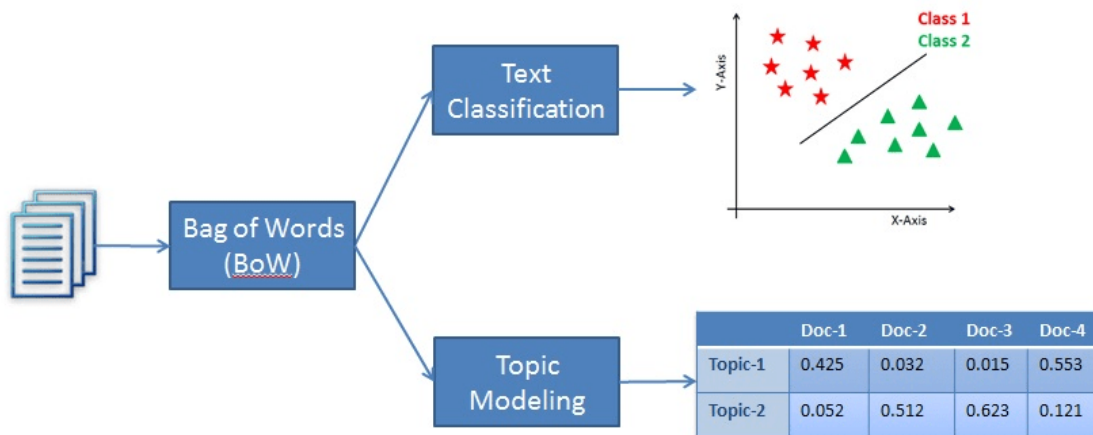 Bag of Words
(BoW)
Text
Classification
Class 1
Class 2
Y-Axis
X-Axis
Topic
Modeling
Doc-1 Doc-2 Doc-3 Doc-4
Topic-1 0.425 0.032 0.015 0.553
Topic-2 0.052 0.512 0.623 0.121